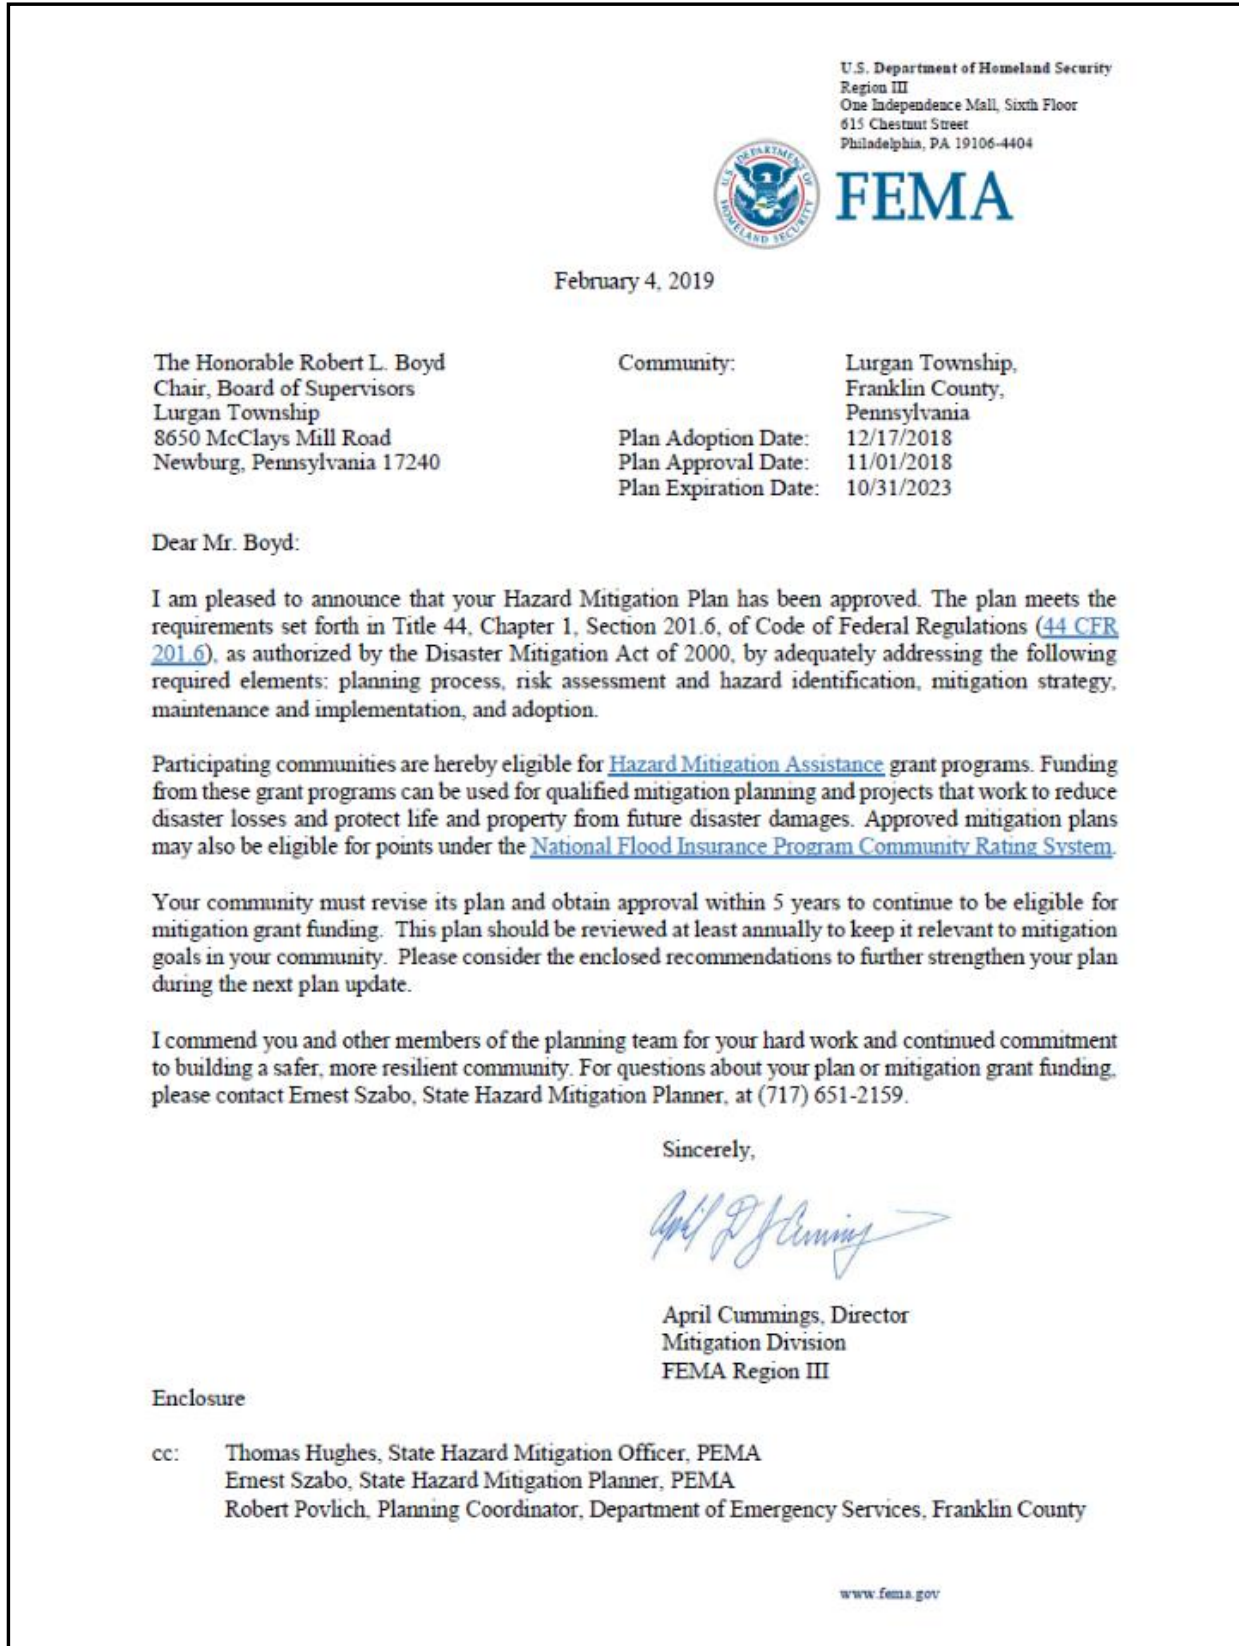 U.S. Department of Homeland Security
Region III
One Independence Mall, Sixth Floor
615 Chestnut Street
Philadelphia, PA 19106-4404
U.S. DEPARTMENT OF HOMELAND SECURITY
FEMA
February 4, 2019
The Honorable Robert L. Boyd
Chair, Board of Supervisors
Lurgan Township
8650 McClays Mill Road
Newburg, Pennsylvania 17240
Community: Lurgan Township,
Franklin County,
Pennsylvania
Plan Adoption Date: 12/17/2018
Plan Approval Date: 11/01/2018
Plan Expiration Date: 10/31/2023
Dear Mr. Boyd:
I am pleased to announce that your Hazard Mitigation Plan has been approved. The plan meets the
requirements set forth in Title 44, Chapter 1, Section 201.6, of Code of Federal Regulations (44 CFR
201.6), as authorized by the Disaster Mitigation Act of 2000, by adequately addressing the following
required elements: planning process, risk assessment and hazard identification, mitigation strategy,
maintenance and implementation, and adoption.
Participating communities are hereby eligible for Hazard Mitigation Assistance grant programs. Funding
from these grant programs can be used for qualified mitigation planning and projects that work to reduce
disaster losses and protect life and property from future disaster damages. Approved mitigation plans
may also be eligible for points under the National Flood Insurance Program Community Rating System.
Your community must revise its plan and obtain approval within 5 years to continue to be eligible for
mitigation grant funding. This plan should be reviewed at least annually to keep it relevant to mitigation
goals in your community. Please consider the enclosed recommendations to further strengthen your plan
during the next plan update.
I commend you and other members of the planning team for your hard work and continued commitment
to building a safer, more resilient community. For questions about your plan or mitigation grant funding,
please contact Ernest Szabo, State Hazard Mitigation Planner, at (717) 651-2159.
Sincerely,
April Cummings, Director
Mitigation Division
FEMA Region III
Enclosure
cc: Thomas Hughes, State Hazard Mitigation Officer, PEMA
Ernest Szabo, State Hazard Mitigation Planner, PEMA
Robert Povlich, Planning Coordinator, Department of Emergency Services, Franklin County
www.fema.gov